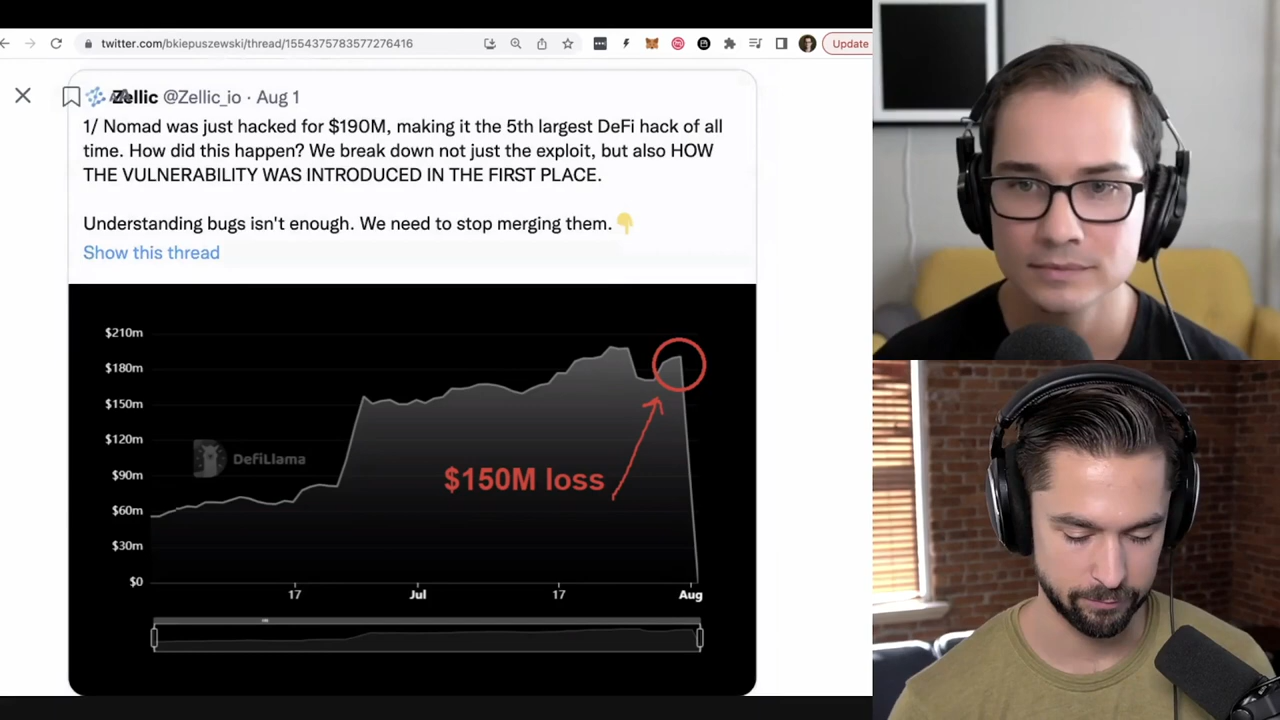 twitter.com/bkiepuszewski/thread/1554375783577276416
Update
Zellic @Zellic_io · Aug 1
1/ Nomad was just hacked for $190M, making it the 5th largest DeFi hack of all
time. How did this happen? We break down not just the exploit, but also HOW
THE VULNERABILITY WAS INTRODUCED IN THE FIRST PLACE.
Understanding bugs isn't enough. We need to stop merging them. 👇
Show this thread
$210m
$180m
$150m
$120m
$90m
$60m
$30m
$0
DefiLlama
$150M loss
17
Jul
17
Aug